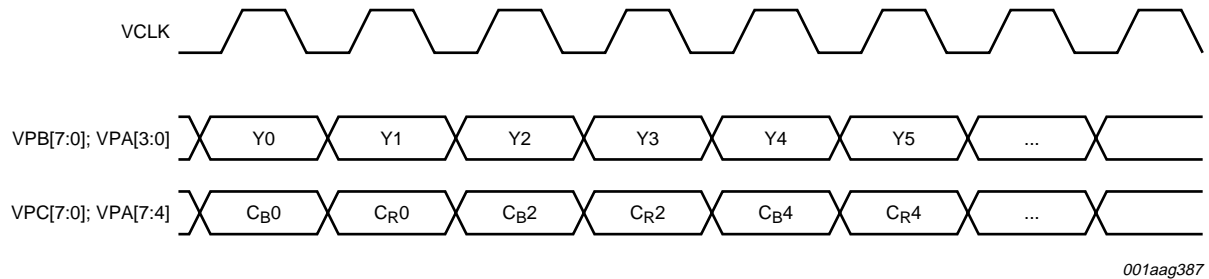 VCLK
VPB[7:0]; VPA[3:0] Y0 Y1 Y2 Y3 Y4 Y5 ...
VPC[7:0]; VPA[7:4] CB0 CR0 CB2 CR2 CB4 CR4 ...
001aag387